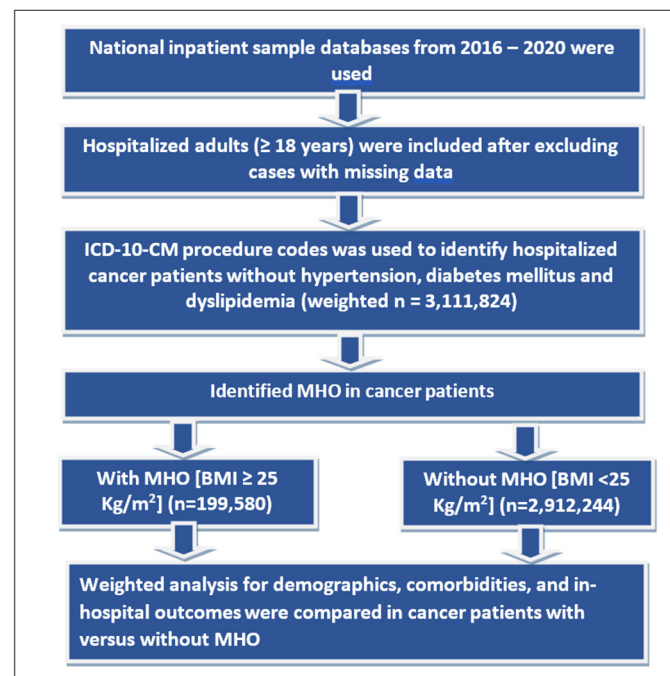 National inpatient sample databases from 2016 – 2020 were
used
Hospitalized adults (≥ 18 years) were included after excluding
cases with missing data
ICD-10-CM procedure codes was used to identify hospitalized
cancer patients without hypertension, diabetes mellitus and
dyslipidemia (weighted n = 3,111,824)
Identified MHO in cancer patients
With MHO [BMI ≥ 25
Kg/m²] (n=199,580)
Without MHO [BMI <25
Kg/m²] (n=2,912,244)
Weighted analysis for demographics, comorbidities, and in-
hospital outcomes were compared in cancer patients with
versus without MHO